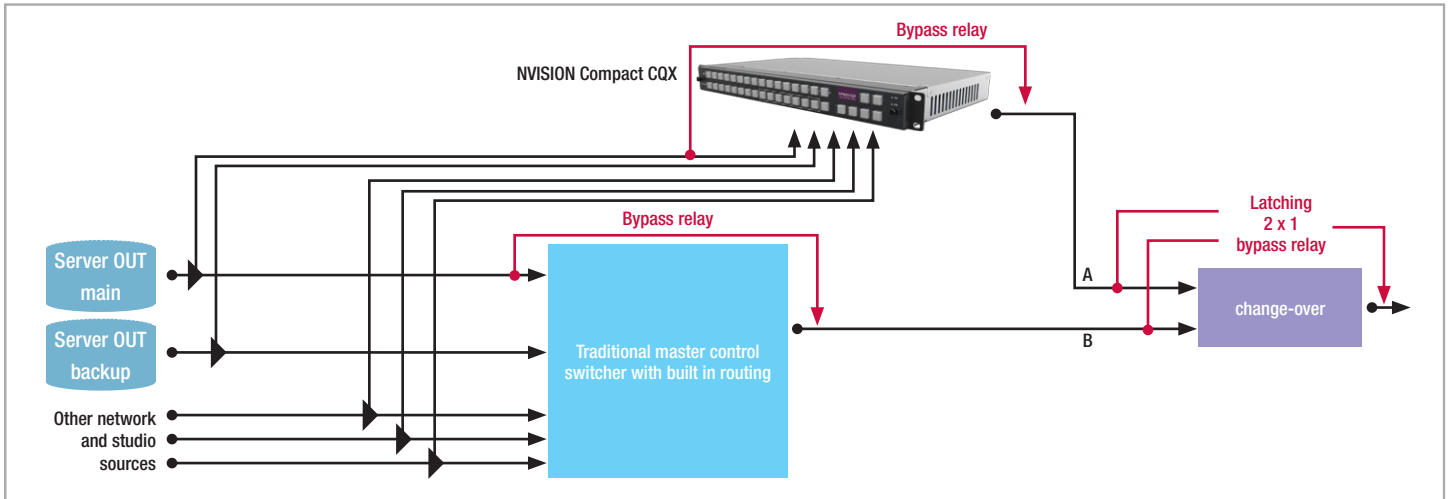 Bypass relay
NVISION Compact CQX
Bypass relay
Latching
2 x 1
bypass relay
Server OUT
main
A
change-over
Server OUT
backup
B
Traditional master control
switcher with built in routing
Other network
and studio
sources